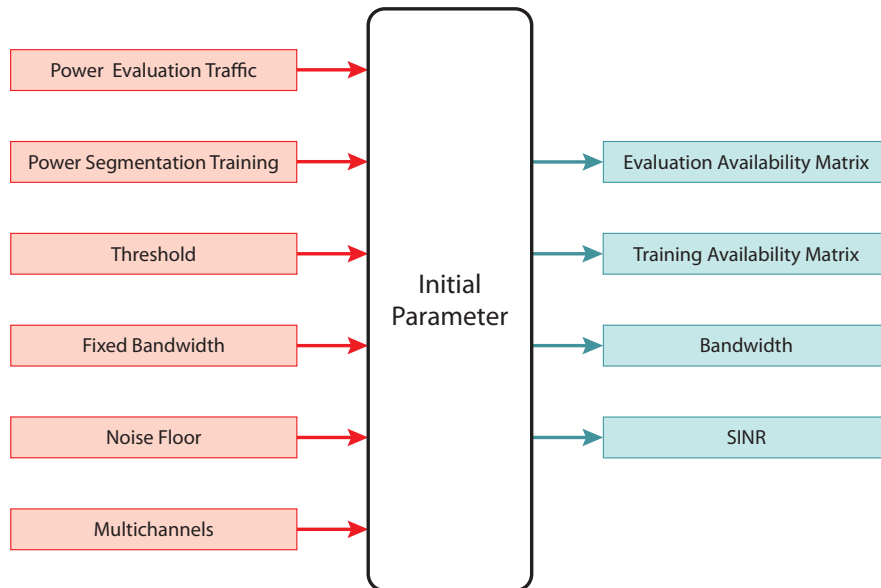 Power Evaluation Traffic
Power Segmentation Training
Threshold
Fixed Bandwidth
Noise Floor
Multichannels
Initial
Parameter
Evaluation Availability Matrix
Training Availability Matrix
Bandwidth
SINR